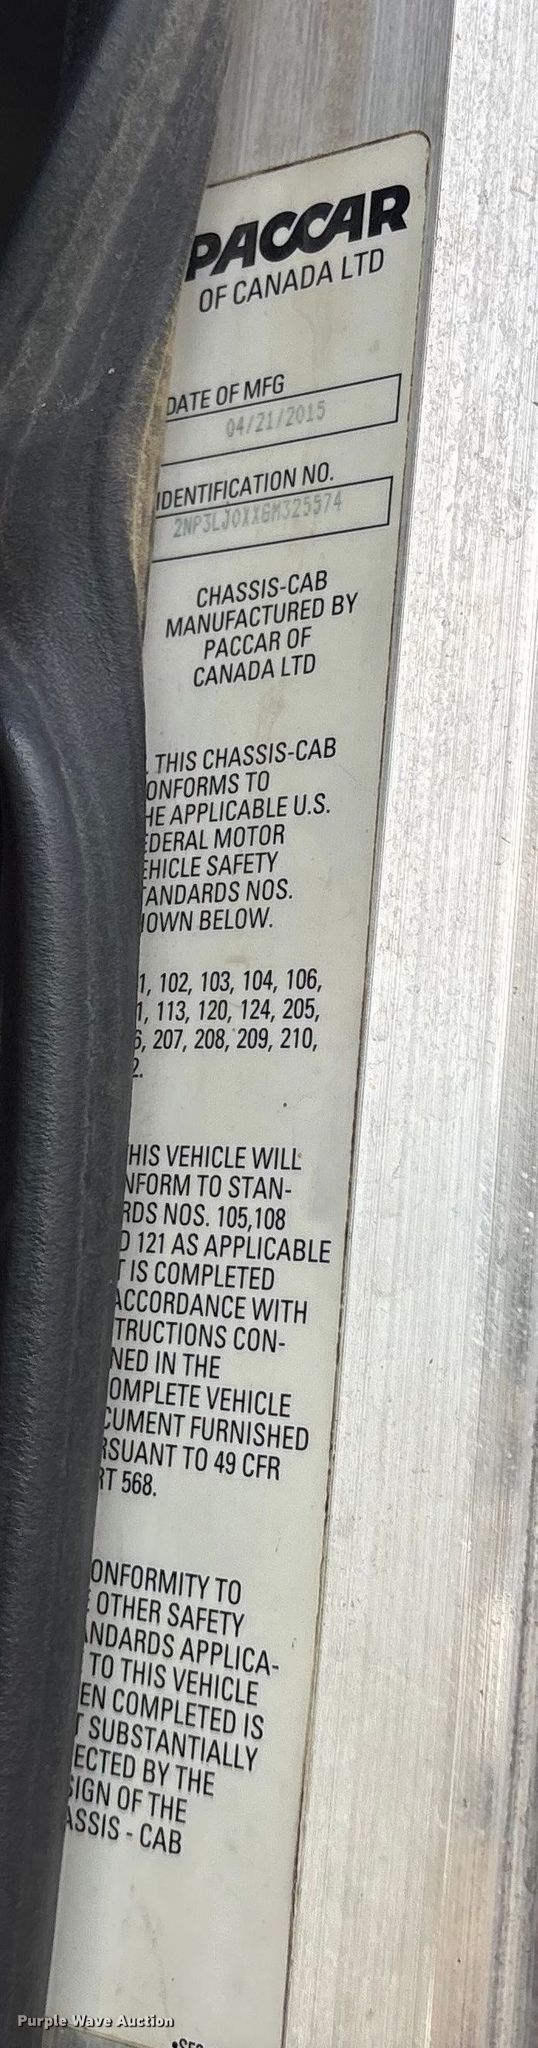 PACCAR
OF CANADA LTD
DATE OF MFG
04/21/2015
IDENTIFICATION NO.
2NP3LJ0XXGM325574
CHASSIS-CAB
MANUFACTURED BY
PACCAR OF
CANADA LTD
. THIS CHASSIS-CAB
ONFORMS TO
HE APPLICABLE U.S.
EDERAL MOTOR
EHICLE SAFETY
TANDARDS NOS.
HOWN BELOW.
1, 102, 103, 104, 106,
1, 113, 120, 124, 205,
6, 207, 208, 209, 210,
2.
HIS VEHICLE WILL
NFORM TO STAN-
RDS NOS. 105,108
D 121 AS APPLICABLE
T IS COMPLETED
ACCORDANCE WITH
TRUCTIONS CON-
NED IN THE
OMPLETE VEHICLE
CUMENT FURNISHED
RSUANT TO 49 CFR
RT 568.
ONFORMITY TO
E OTHER SAFETY
ANDARDS APPLICA-
TO THIS VEHICLE
EN COMPLETED IS
T SUBSTANTIALLY
ECTED BY THE
SIGN OF THE
ASSIS - CAB
Purple Wave Auction